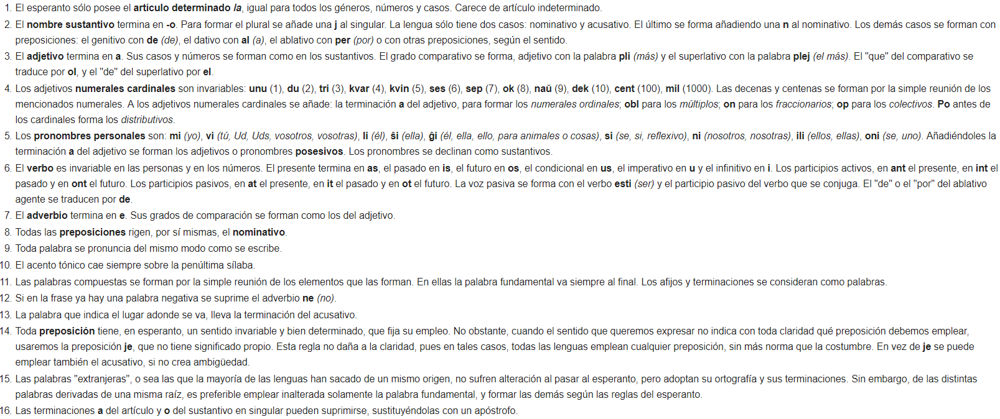 1. El esperanto sólo posee el artículo determinado la, igual para todos los géneros, números y casos. Carece de artículo indeterminado.
2. El nombre sustantivo termina en -o. Para formar el plural se añade una j al singular. La lengua sólo tiene dos casos: nominativo y acusativo. El último se forma añadiendo una n al nominativo. Los demás casos se forman con
preposiciones: el genitivo con de (de), el dativo con al (a), el ablativo con per (por) o con otras preposiciones, según el sentido.
3. El adjetivo termina en a. Sus casos y números se forman como en los sustantivos. El grado comparativo se forma, adjetivo con la palabra pli (más) y el superlativo con la palabra plej (el más). El "que" del comparativo se
traduce por ol, y el "de" del superlativo por el.
4. Los adjetivos numerales cardinales son invariables: unu (1), du (2), tri (3), kvar (4), kvin (5), ses (6), sep (7), ok (8), naŭ (9), dek (10), cent (100), mil (1000). Las decenas y centenas se forman por la simple reunión de los
mencionados numerales. A los adjetivos numerales cardinales se añade: la terminación a del adjetivo, para formar los numerales ordinales; obl para los múltiplos; on para los fraccionarios; op para los colectivos. Po antes de
los cardinales forma los distributivos.
5. Los pronombres personales son: mi (yo), vi (tú, Ud, Uds, vosotros, vosotras), li (él), ŝi (ella), ĝi (él, ella, ello, para animales o cosas), si (se, si, reflexivo), ni (nosotros, nosotras), ili (ellos, ellas), oni (se, uno). Añadiéndoles la
terminación a del adjetivo se forman los adjetivos o pronombres posesivos. Los pronombres se declinan como sustantivos.
6. El verbo es invariable en las personas y en los números. El presente termina en as, el pasado en is, el futuro en os, el condicional en us, el imperativo en u y el infinitivo en i. Los participios activos, en ant el presente, en int el
pasado y en ont el futuro. Los participios pasivos, en at el presente, en it el pasado y en ot el futuro. La voz pasiva se forma con el verbo esti (ser) y el participio pasivo del verbo que se conjuga. El "de" o el "por" del ablativo
agente se traducen por de.
7. El adverbio termina en e. Sus grados de comparación se forman como los del adjetivo.
8. Todas las preposiciones rigen, por sí mismas, el nominativo.
9. Toda palabra se pronuncia del mismo modo como se escribe.
10. El acento tónico cae siempre sobre la penúltima sílaba.
11. Las palabras compuestas se forman por la simple reunión de los elementos que las forman. En ellas la palabra fundamental va siempre al final. Los afijos y terminaciones se consideran como palabras.
12. Si en la frase ya hay una palabra negativa se suprime el adverbio ne (no).
13. La palabra que indica el lugar adonde se va, lleva la terminación del acusativo.
14. Toda preposición tiene, en esperanto, un sentido invariable y bien determinado, que fija su empleo. No obstante, cuando el sentido que queremos expresar no indica con toda claridad qué preposición debemos emplear,
usaremos la preposición je, que no tiene significado propio. Esta regla no daña a la claridad, pues en tales casos, todas las lenguas emplean cualquier preposición, sin más norma que la costumbre. En vez de je se puede
emplear también el acusativo, si no crea ambigüedad.
15. Las palabras "extranjeras", o sea las que la mayoría de las lenguas han sacado de un mismo origen, no sufren alteración al pasar al esperanto, pero adoptan su ortografía y sus terminaciones. Sin embargo, de las distintas
palabras derivadas de una misma raíz, es preferible emplear inalterada solamente la palabra fundamental, y formar las demás según las reglas del esperanto.
16. Las terminaciones a del artículo y o del sustantivo en singular pueden suprimirse, sustituyéndolas con un apóstrofo.